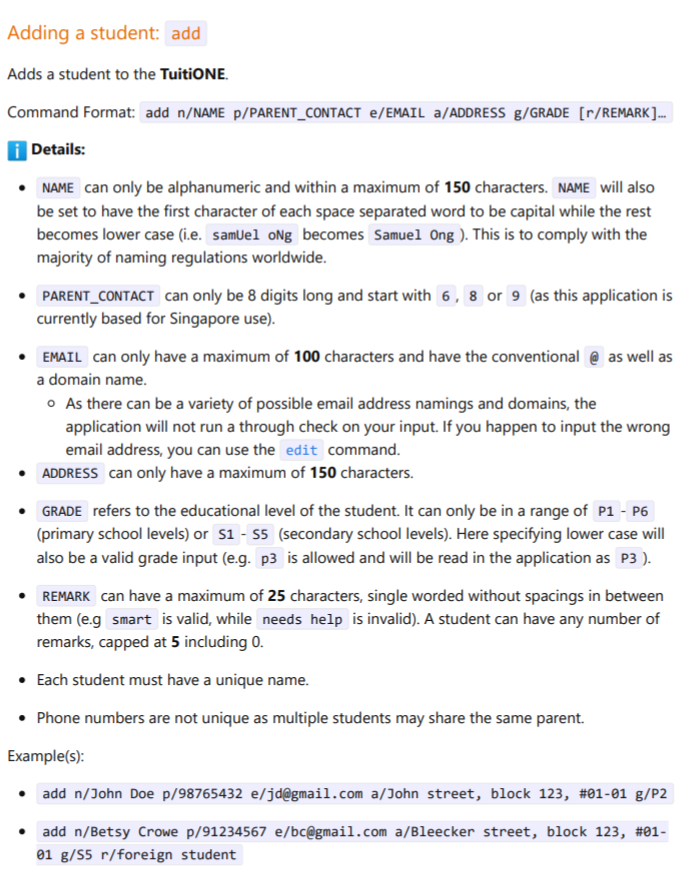 Adding a student: add
Adds a student to the TuitiONE.
Command Format: add n/NAME p/PARENT_CONTACT e/EMAIL a/ADDRESS g/GRADE [r/REMARK]…
i Details:
• NAME can only be alphanumeric and within a maximum of 150 characters. NAME will also
be set to have the first character of each space separated word to be capital while the rest
becomes lower case (i.e. samUel oNg becomes Samuel Ong ). This is to comply with the
majority of naming regulations worldwide.
• PARENT_CONTACT can only be 8 digits long and start with 6 , 8 or 9 (as this application is
currently based for Singapore use).
• EMAIL can only have a maximum of 100 characters and have the conventional @ as well as
a domain name.
◦ As there can be a variety of possible email address namings and domains, the
application will not run a through check on your input. If you happen to input the wrong
email address, you can use the edit command.
• ADDRESS can only have a maximum of 150 characters.
• GRADE refers to the educational level of the student. It can only be in a range of P1 - P6
(primary school levels) or S1 - S5 (secondary school levels). Here specifying lower case will
also be a valid grade input (e.g. p3 is allowed and will be read in the application as P3 ).
• REMARK can have a maximum of 25 characters, single worded without spacings in between
them (e.g smart is valid, while needs help is invalid). A student can have any number of
remarks, capped at 5 including 0.
• Each student must have a unique name.
• Phone numbers are not unique as multiple students may share the same parent.
Example(s):
• add n/John Doe p/98765432 e/jd@gmail.com a/John street, block 123, #01-01 g/P2
• add n/Betsy Crowe p/91234567 e/bc@gmail.com a/Bleecker street, block 123, #01-
01 g/S5 r/foreign student